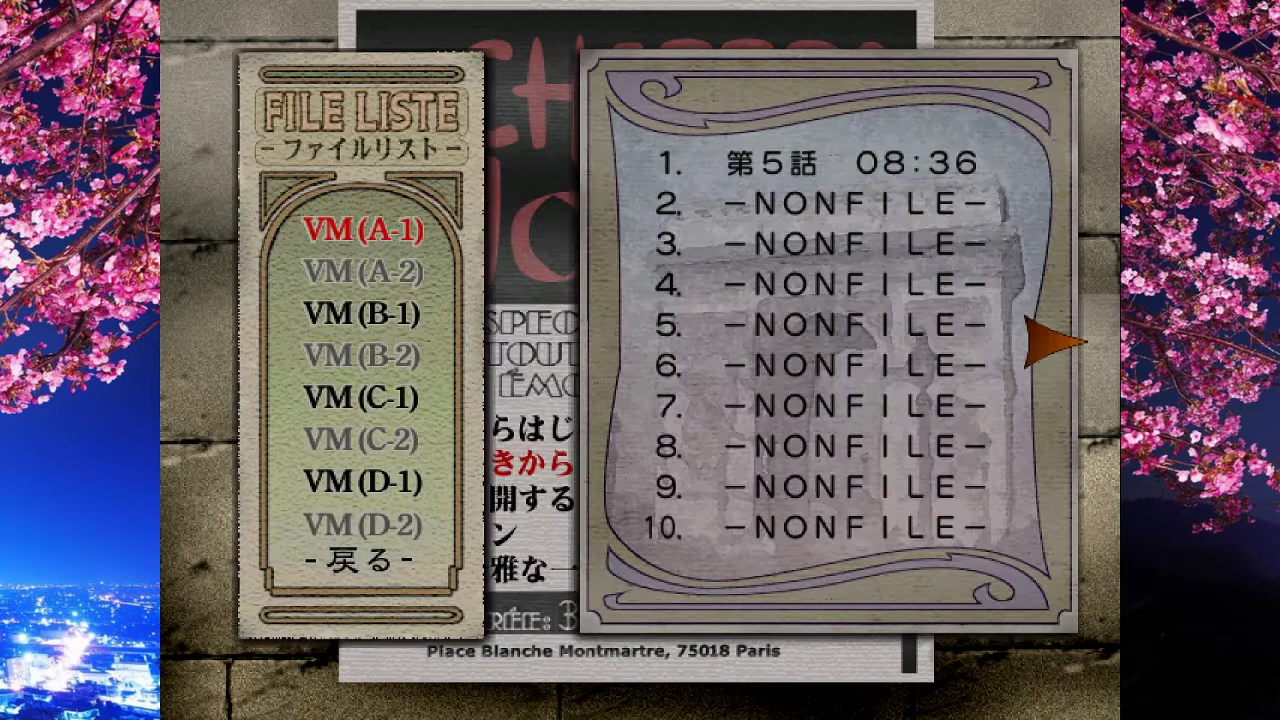 FILE LISTE
-ファイルリスト-
VM (A-1)
VM (A-2)
VM (B-1)
VM (B-2)
VM (C-1)
VM (C-2)
VM (D-1)
VM (D-2)
-戻る-
1. 第5話 08:36
2. -NONFILE-
3. -NONFILE-
4. -NONFILE-
5. -NONFILE-
6. -NONFILE-
7. -NONFILE-
8. -NONFILE-
9. -NONFILE-
10. -NONFILE-
らはじ
きから
開する
ン
雅な一
Place Blanche Montmartre, 75018 Paris